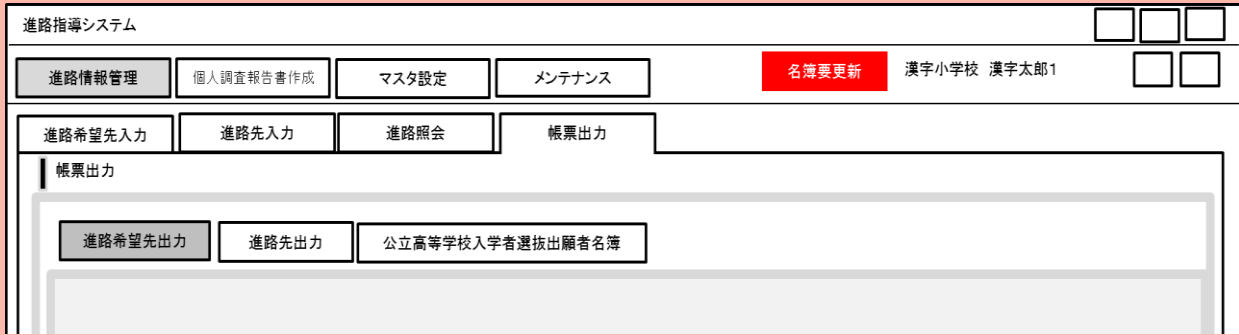 進路指導システム
進路情報管理 個人調査報告書作成 マスタ設定 メンテナンス 名簿要更新 漢字小学校 漢字太郎1
進路希望先入力 進路先入力 進路照会 帳票出力
帳票出力
進路希望先出力 進路先出力 公立高等学校入学者選抜出願者名簿